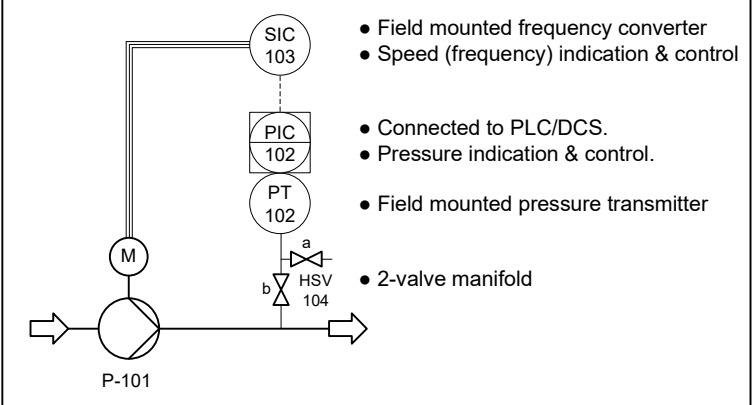 SIC
103
● Field mounted frequency converter
● Speed (frequency) indication & control
PIC
102
● Connected to PLC/DCS.
● Pressure indication & control.
PT
102
● Field mounted pressure transmitter
M
a
b
HSV
104
● 2-valve manifold
P-101